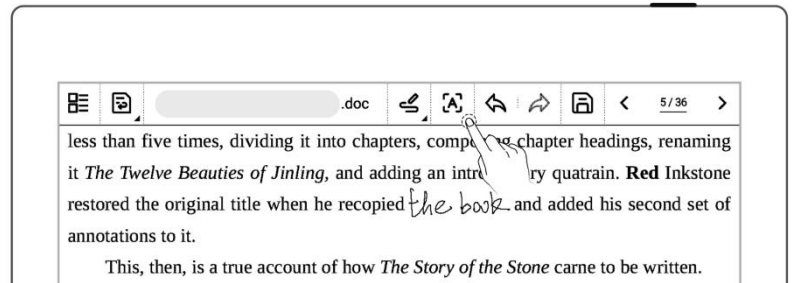 .doc A 5/36
less than five times, dividing it into chapters, chapter headings, renaming
it The Twelve Beauties of Jinling, and adding an quatrain. Red Inkstone
restored the original title when he recopied the book and added his second set of
annotations to it.
This, then, is a true account of how The Story of the Stone carne to be written.